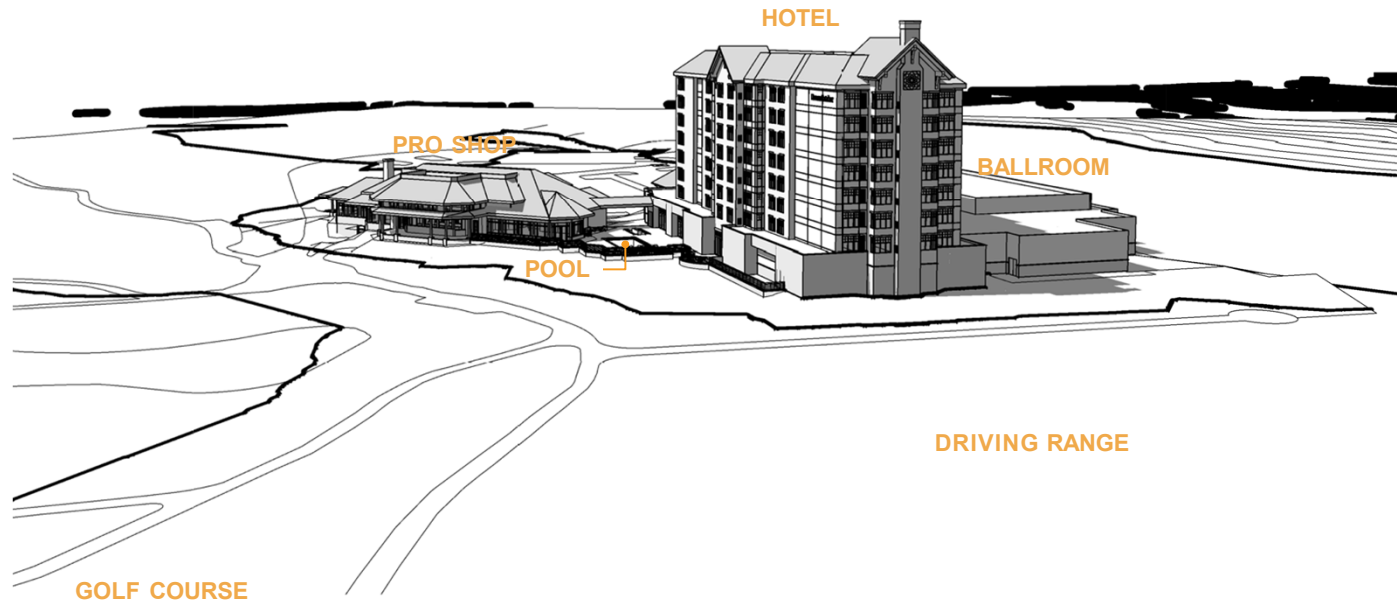 HOTEL
PRO SHOP
BALLROOM
POOL
DRIVING RANGE
GOLF COURSE